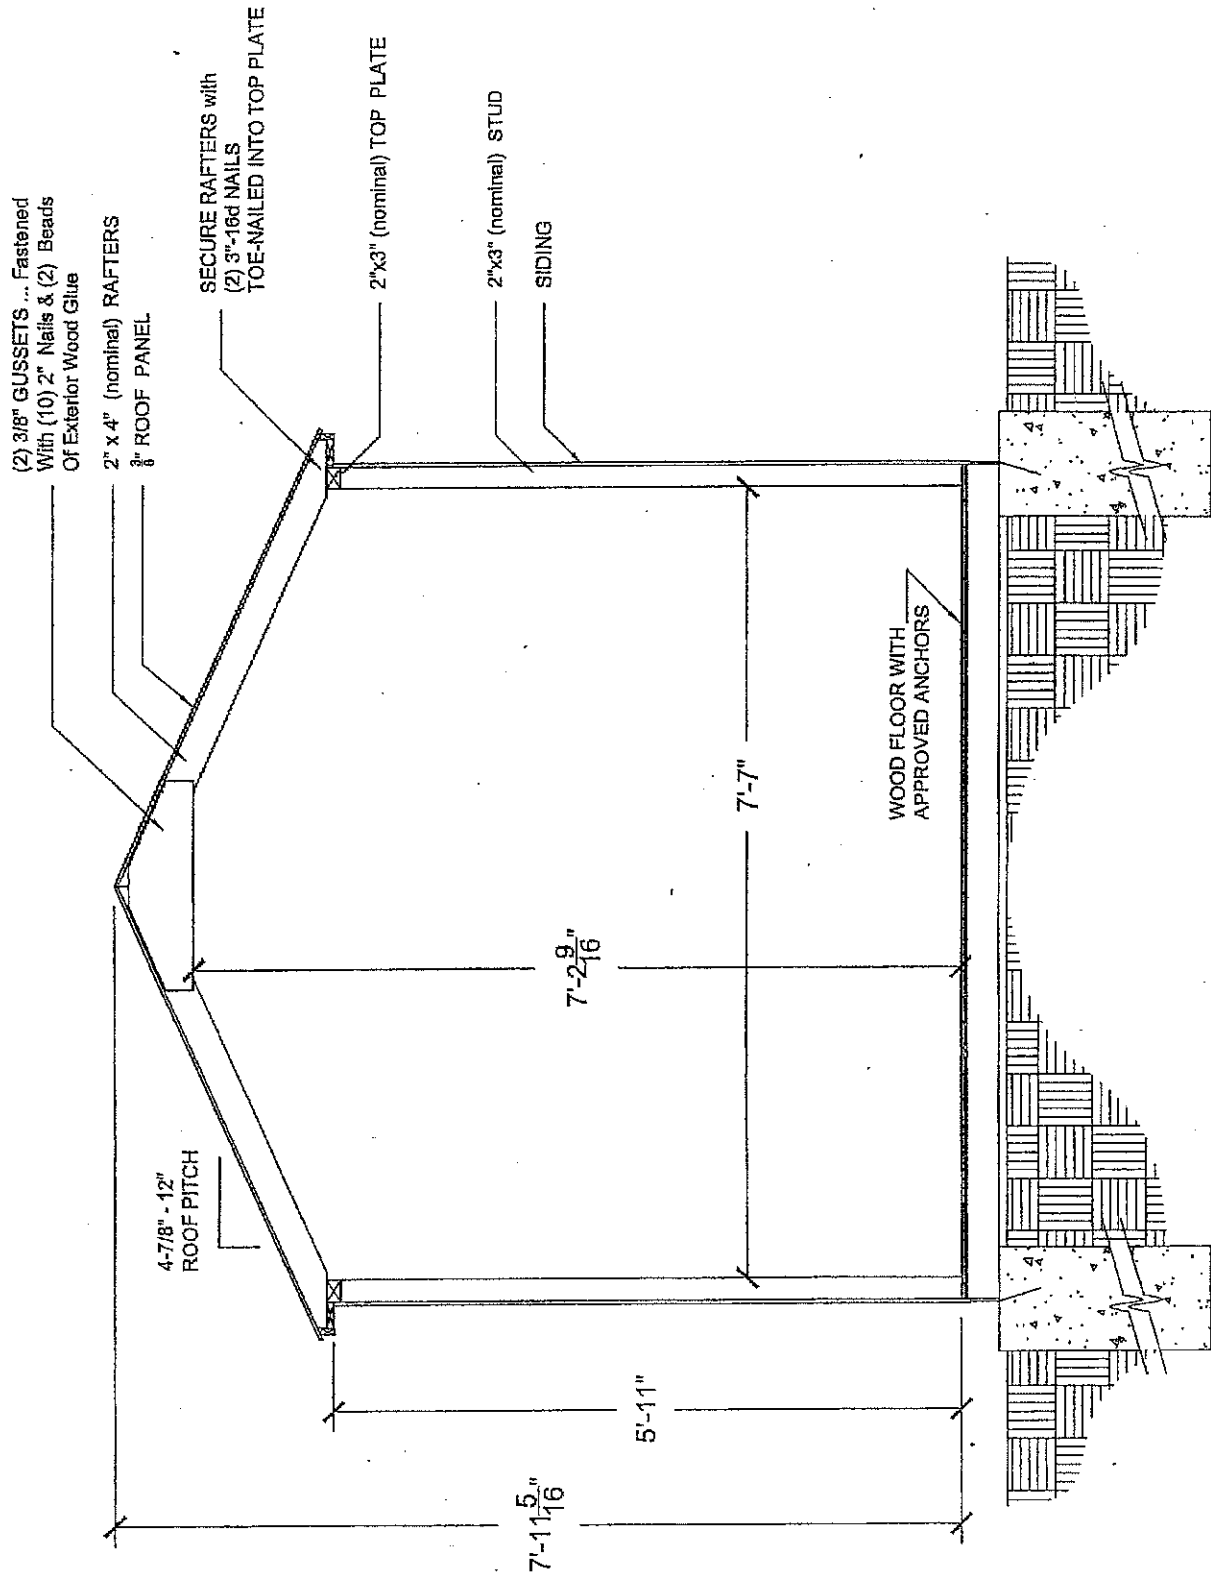 (2) 3/8" GUSSETS ... Fastened
With (10) 2" Nails & (2) Beads
Of Exterior Wood Glue
2" x 4" (nominal) RAFTERS
3/8" ROOF PANEL
SECURE RAFTERS with
(2) 3"-16d NAILS
TOE-NAILED INTO TOP PLATE
2"x3" (nominal) TOP PLATE
2"x3" (nominal) STUD
SIDING
4-7/8" - 12"
ROOF PITCH
7'-2 9/16"
7'-7"
WOOD FLOOR WITH
APPROVED ANCHORS
5'-11"
7'-11 5/16"